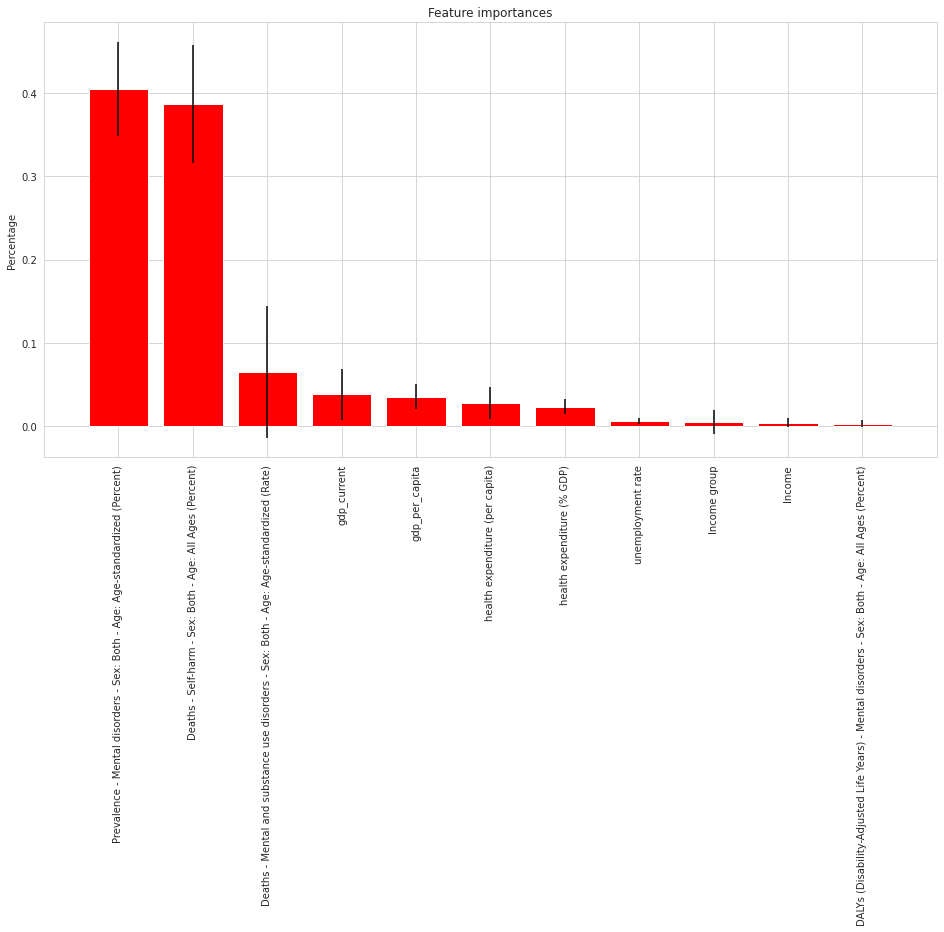 Feature importances
Percentage
0.4
0.3
0.2
0.1
0.0
Prevalence - Mental disorders - Sex: Both - Age: Age-standardized (Percent)
Deaths - Self-harm - Sex: Both - Age: All Ages (Percent)
Deaths - Mental and substance use disorders - Sex: Both - Age: Age-standardized (Rate)
gdp_current
gdp_per_capita
health expenditure (per capita)
health expenditure (% GDP)
unemployment rate
Income group
Income
DALYs (Disability-Adjusted Life Years) - Mental disorders - Sex: Both - Age: All Ages (Percent)